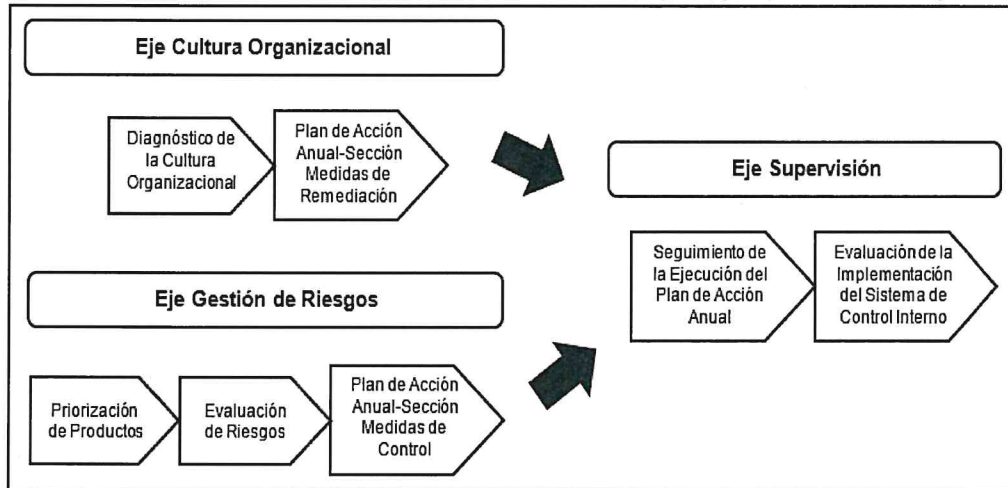 Eje Cultura Organizacional
Diagnóstico de
la Cultura
Organizacional
Plan de Acción
Anual-Sección
Medidas de
Remediación
Eje Gestión de Riesgos
Priorización
de Productos
Evaluación
de Riesgos
Plan de Acción
Anual-Sección
Medidas de
Control
Eje Supervisión
Seguimiento de
la Ejecución del
Plan de Acción
Anual
Evaluación de la
Implementación
del Sistema de
Control Interno